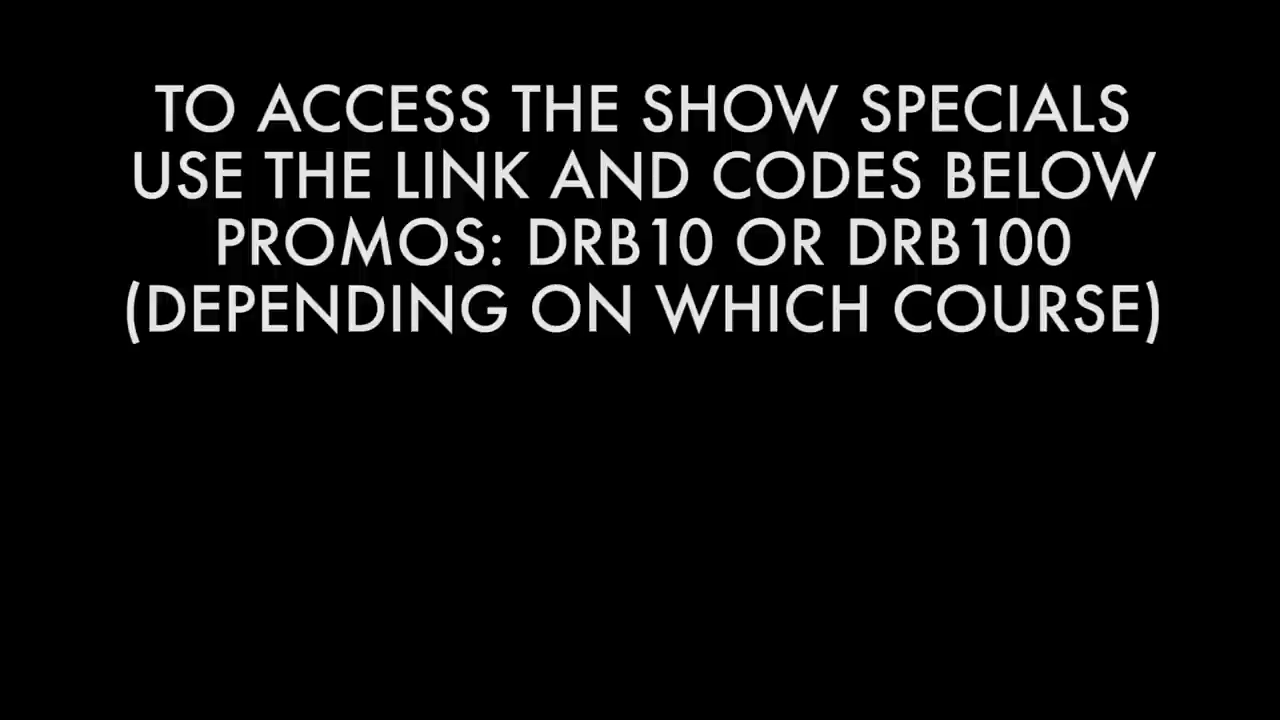 TO ACCESS THE SHOW SPECIALS
USE THE LINK AND CODES BELOW
PROMOS: DRB10 OR DRB100
(DEPENDING ON WHICH COURSE)